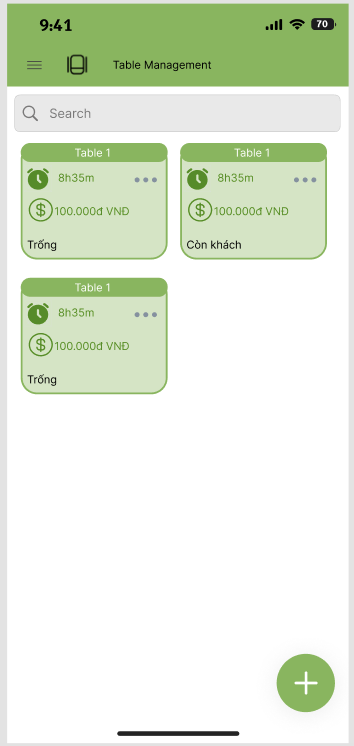 9:41
70
Table Management
Search
Table 1
8h35m
100.000đ VNĐ
Trống
Table 1
8h35m
100.000đ VNĐ
Còn khách
Table 1
8h35m
100.000đ VNĐ
Trống